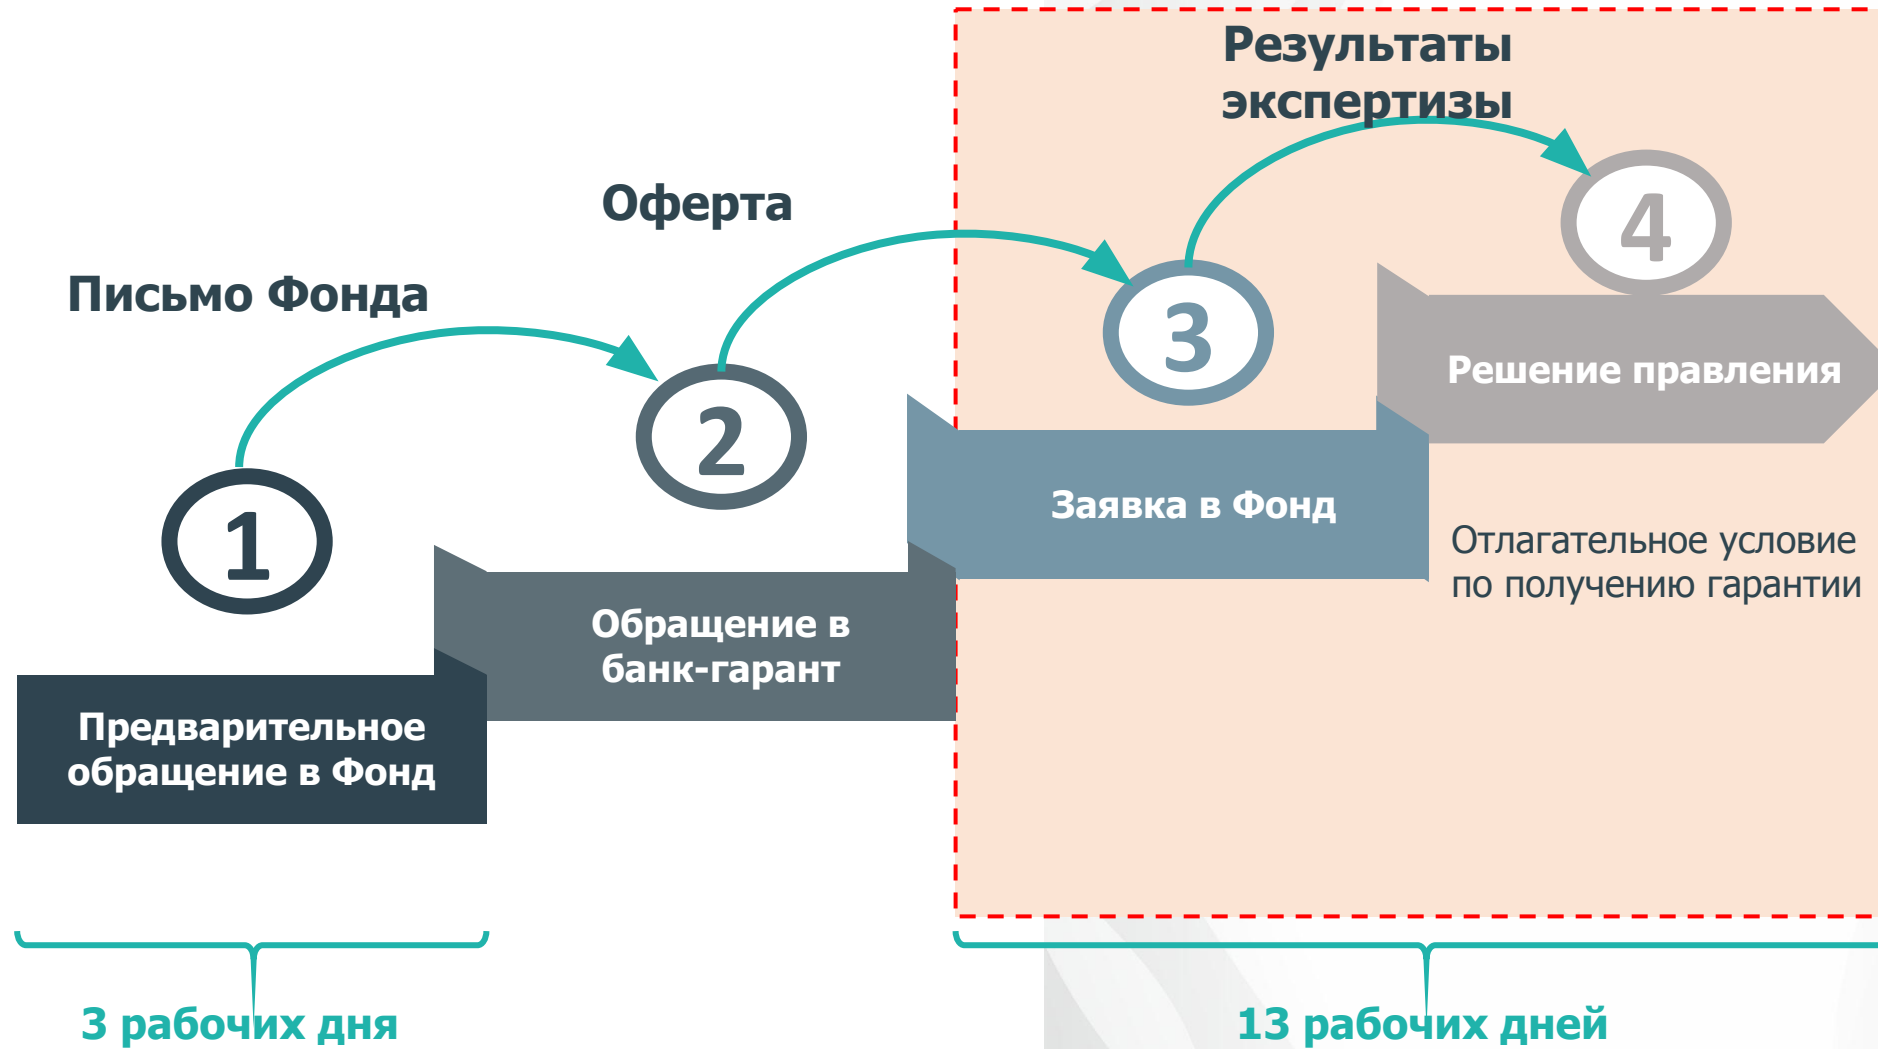 Результаты
экспертизы
Оферта
Письмо Фонда
1
2
3
4
Решение правления
Заявка в Фонд
Отлагательное условие
по получению гарантии
Обращение в
банк-гарант
Предварительное
обращение в Фонд
3 рабочих дня
13 рабочих дней